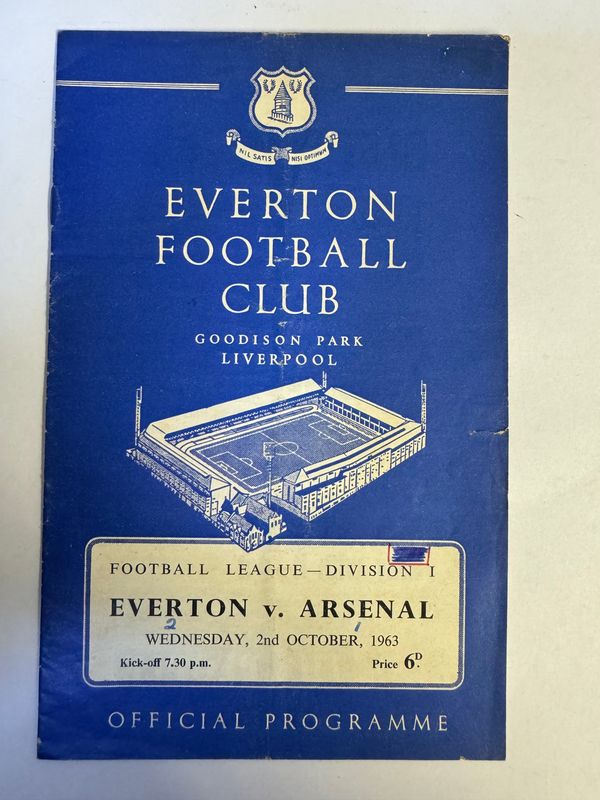 NIL SATIS NISI OPTIMUM
EVERTON
FOOTBALL
CLUB
GOODISON PARK
LIVERPOOL
FOOTBALL LEAGUE—DIVISION I
EVERTON v. ARSENAL
2 1
WEDNESDAY, 2nd OCTOBER, 1963
Kick-off 7.30 p.m. Price 6D.
OFFICIAL PROGRAMME